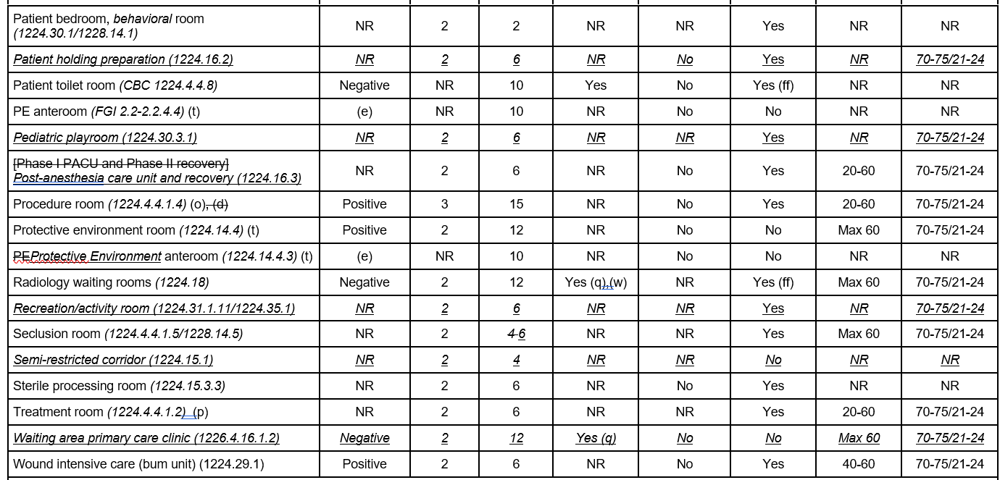 Patient bedroom, behavioral room NR 2 2 NR NR Yes NR NR
(1224.30.1/1228.14.1)
Patient holding preparation (1224.16.2) NR 2 6 NR No Yes NR 70-75/21-24
Patient toilet room (CBC 1224.4.4.8) Negative NR 10 Yes No Yes (ff) NR NR
PE anteroom (FGI 2.2-2.2.4.4) (t) (e) NR 10 NR No No NR NR
Pediatric playroom (1224.30.3.1) NR 2 6 NR NR Yes NR 70-75/21-24
[Phase I PACU and Phase II recovery]
Post-anesthesia care unit and recovery (1224.16.3) NR 2 6 NR No Yes 20-60 70-75/21-24
Procedure room (1224.4.4.1.4) (o), (d) Positive 3 15 NR No Yes 20-60 70-75/21-24
Protective environment room (1224.14.4) (t) Positive 2 12 NR No No Max 60 70-75/21-24
PEProtective Environment anteroom (1224.14.4.3) (t) (e) NR 10 NR No No NR NR
Radiology waiting rooms (1224.18) Negative 2 12 Yes (q),(w) NR Yes (ff) Max 60 70-75/21-24
Recreation/activity room (1224.31.1.11/1224.35.1) NR 2 6 NR NR Yes NR 70-75/21-24
Seclusion room (1224.4.4.1.5/1228.14.5) NR 2 4 6 NR NR Yes Max 60 70-75/21-24
Semi-restricted corridor (1224.15.1) NR 2 4 NR NR No NR NR
Sterile processing room (1224.15.3.3) NR 2 6 NR No Yes NR NR
Treatment room (1224.4.4.1.2) (p) NR 2 6 NR NR Yes 20-60 70-75/21-24
Waiting area primary care clinic (1226.4.16.1.2) Negative 2 12 Yes (q) No No Max 60 70-75/21-24
Wound intensive care (bum unit) (1224.29.1) Positive 2 6 NR No Yes 40-60 70-75/21-24